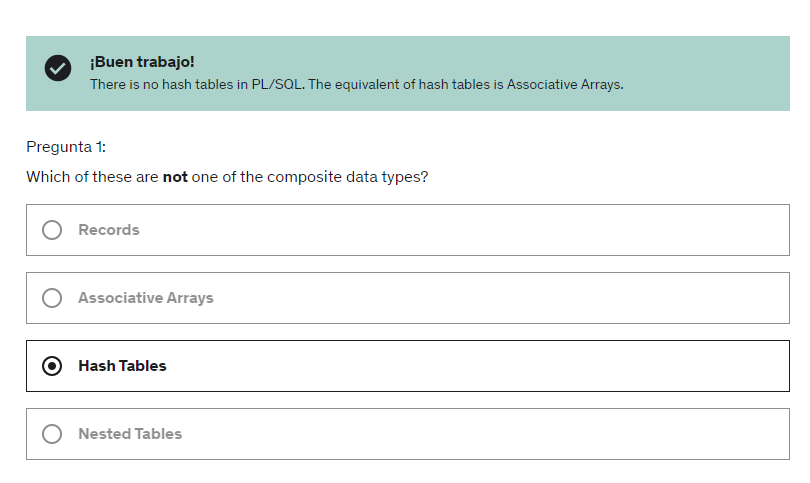 ¡Buen trabajo!
There is no hash tables in PL/SQL. The equivalent of hash tables is Associative Arrays.
Pregunta 1:
Which of these are not one of the composite data types?
Records
Associative Arrays
Hash Tables
Nested Tables